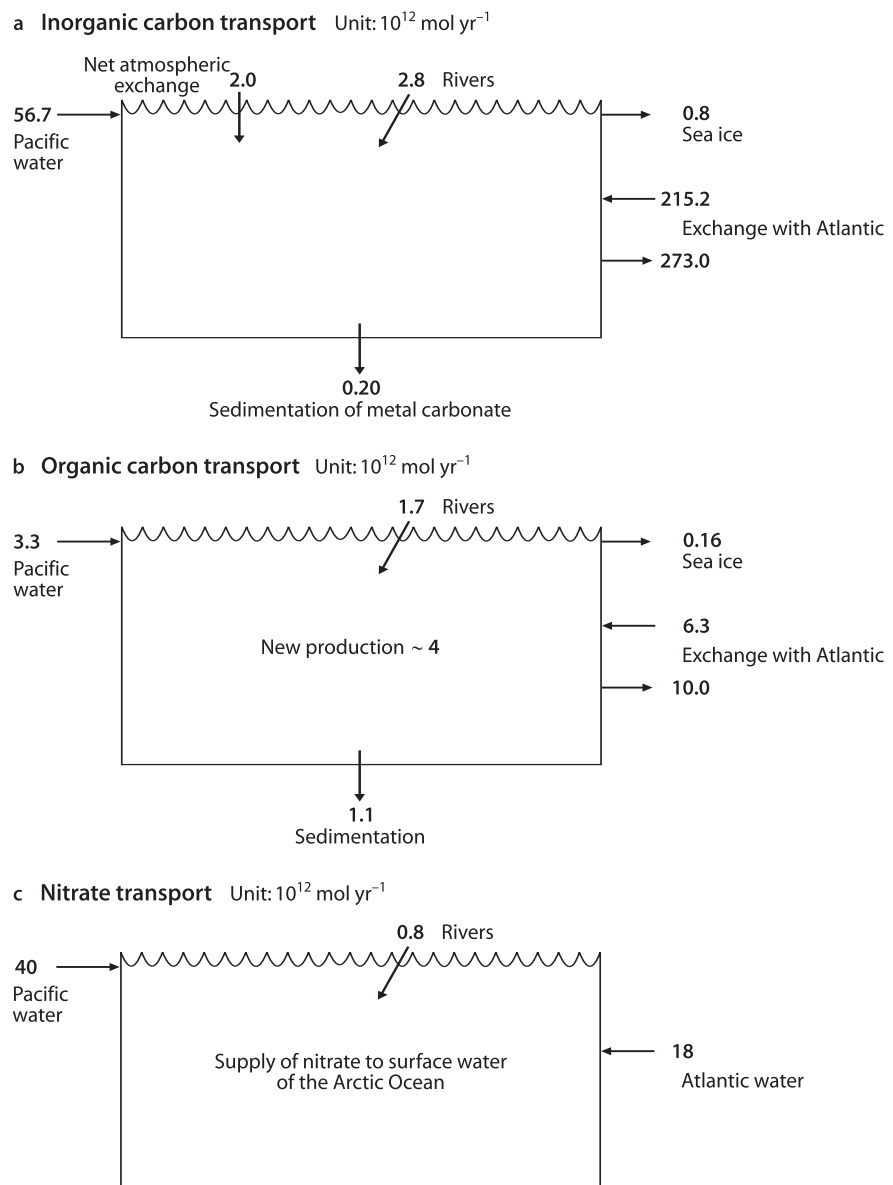 a Inorganic carbon transport Unit: 10¹² mol yr⁻¹
Net atmospheric
exchange
2.0
2.8 Rivers
56.7
Pacific
water
0.8
Sea ice
215.2
Exchange with Atlantic
273.0
0.20
Sedimentation of metal carbonate
b Organic carbon transport Unit: 10¹² mol yr⁻¹
1.7 Rivers
3.3
Pacific
water
0.16
Sea ice
6.3
New production ~ 4
Exchange with Atlantic
10.0
1.1
Sedimentation
c Nitrate transport Unit: 10¹² mol yr⁻¹
0.8 Rivers
40
Pacific
water
Supply of nitrate to surface water
of the Arctic Ocean
18
Atlantic water